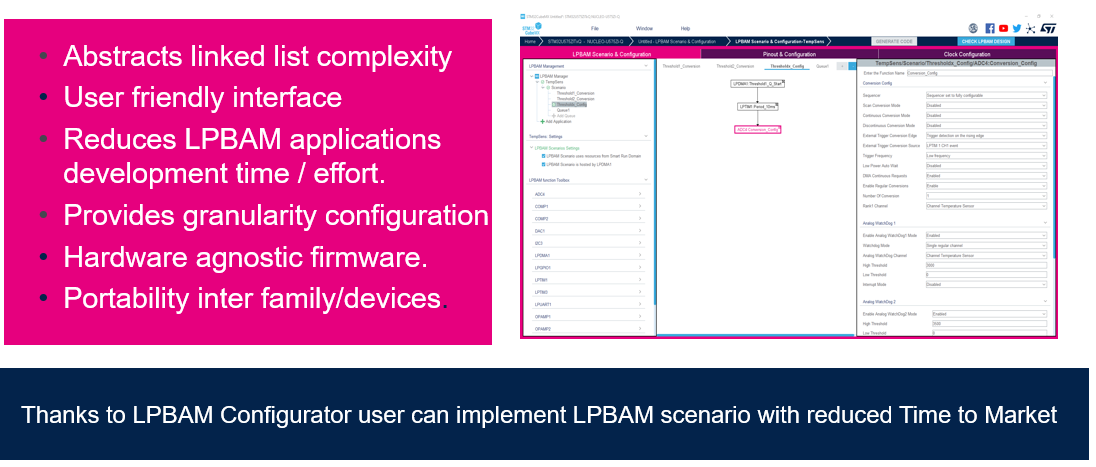 • Abstracts linked list complexity
• User friendly interface
• Reduces LPBAM applications
development time / effort.
• Provides granularity configuration
• Hardware agnostic firmware.
• Portability inter family/devices.
File Window Help
Home STM32U575ZITxQ - NUCLEO-U575ZI-Q Untitled - LPBAM Scenario & Configuration LPBAM Scenario & Configuration-TempSens GENERATE CODE CHECK LPBAM DESIGN
LPBAM Scenario & Configuration Pinout & Configuration Clock Configuration
LPBAM Management
LPBAM Manager
TempSens
Scenario
Threshold1_Conversion
Threshold2_Conversion
Thresholdx_Config
Queue1
Add Queue
Add Application
TempSens: Settings
LPBAM Scenarios Settings
LPBAM Scenario uses resources from Smart Run Domain
LPBAM Scenario is hosted by LPDMA1
LPBAM function Toolbox
ADC4
COMP1
COMP2
DAC1
I2C3
LPDMA1
LPGPIO1
LPTIM1
LPTIM3
LPUART1
OPAMP1
OPAMP2
Threshold1_Conversion Threshold2_Conversion Thresholdx_Config Queue1
LPDMA1:Threshold1_Q_Start
LPTIM1:Period_10ms
ADC4:Conversion_Config
TempSens/Scenario/Thresholdx_Config/ADC4:Conversion_Config
Enter the Function Name Conversion_Config
Conversion Config
Sequencer Sequencer set to fully configurable
Scan Conversion Mode Disabled
Continuous Conversion Mode Disabled
Discontinuous Conversion Mode Disabled
External Trigger Conversion Edge Trigger detection on the rising edge
External Trigger Conversion Source LPTIM 1 CH1 event
Trigger Frequency Low frequency
Low Power Auto Wait Disabled
DMA Continuous Requests Enabled
Enable Regular Conversions Enable
Number Of Conversion 1
Rank1 Channel Channel Temperature Sensor
Analog WatchDog 1
Enable Analog WatchDog1 Mode Enabled
Watchdog Mode Single regular channel
Analog WatchDog Channel Channel Temperature Sensor
High Threshold
Low Threshold 0
Interrupt Mode Disabled
Analog WatchDog 2
Enable Analog WatchDog2 Mode Enabled
High Threshold
Low Threshold 0
Thanks to LPBAM Configurator user can implement LPBAM scenario with reduced Time to Market